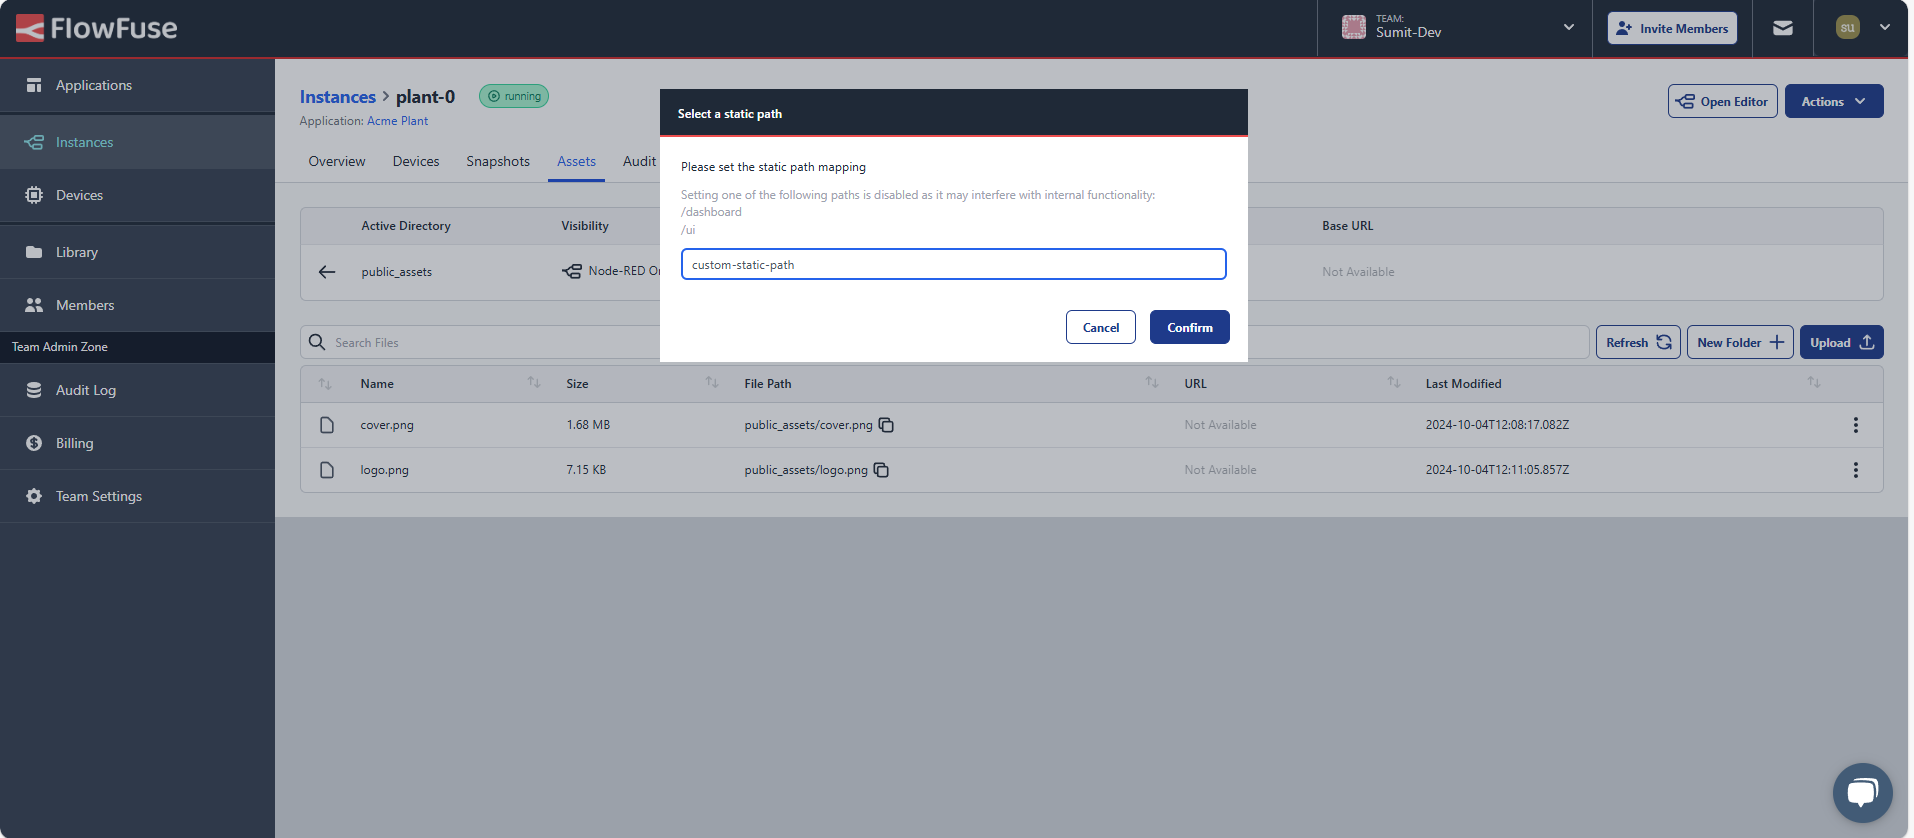 FlowFuse
TEAM:
Sumit-Dev
Invite Members
su
Applications
Instances
Devices
Library
Members
Team Admin Zone
Audit Log
Billing
Team Settings
Instances > plant-0
running
Application: Acme Plant
Open Editor
Actions
Overview
Devices
Snapshots
Assets
Audit
Select a static path
Please set the static path mapping
Setting one of the following paths is disabled as it may interfere with internal functionality:
/dashboard
/ui
custom-static-path
Cancel
Confirm
Active Directory
Visibility
Base URL
public_assets
Node-RED
Not Available
Search Files
Refresh
New Folder
Upload
Name
Size
File Path
URL
Last Modified
cover.png
1.68 MB
public_assets/cover.png
Not Available
2024-10-04T12:08:17.082Z
logo.png
7.15 KB
public_assets/logo.png
Not Available
2024-10-04T12:11:05.857Z